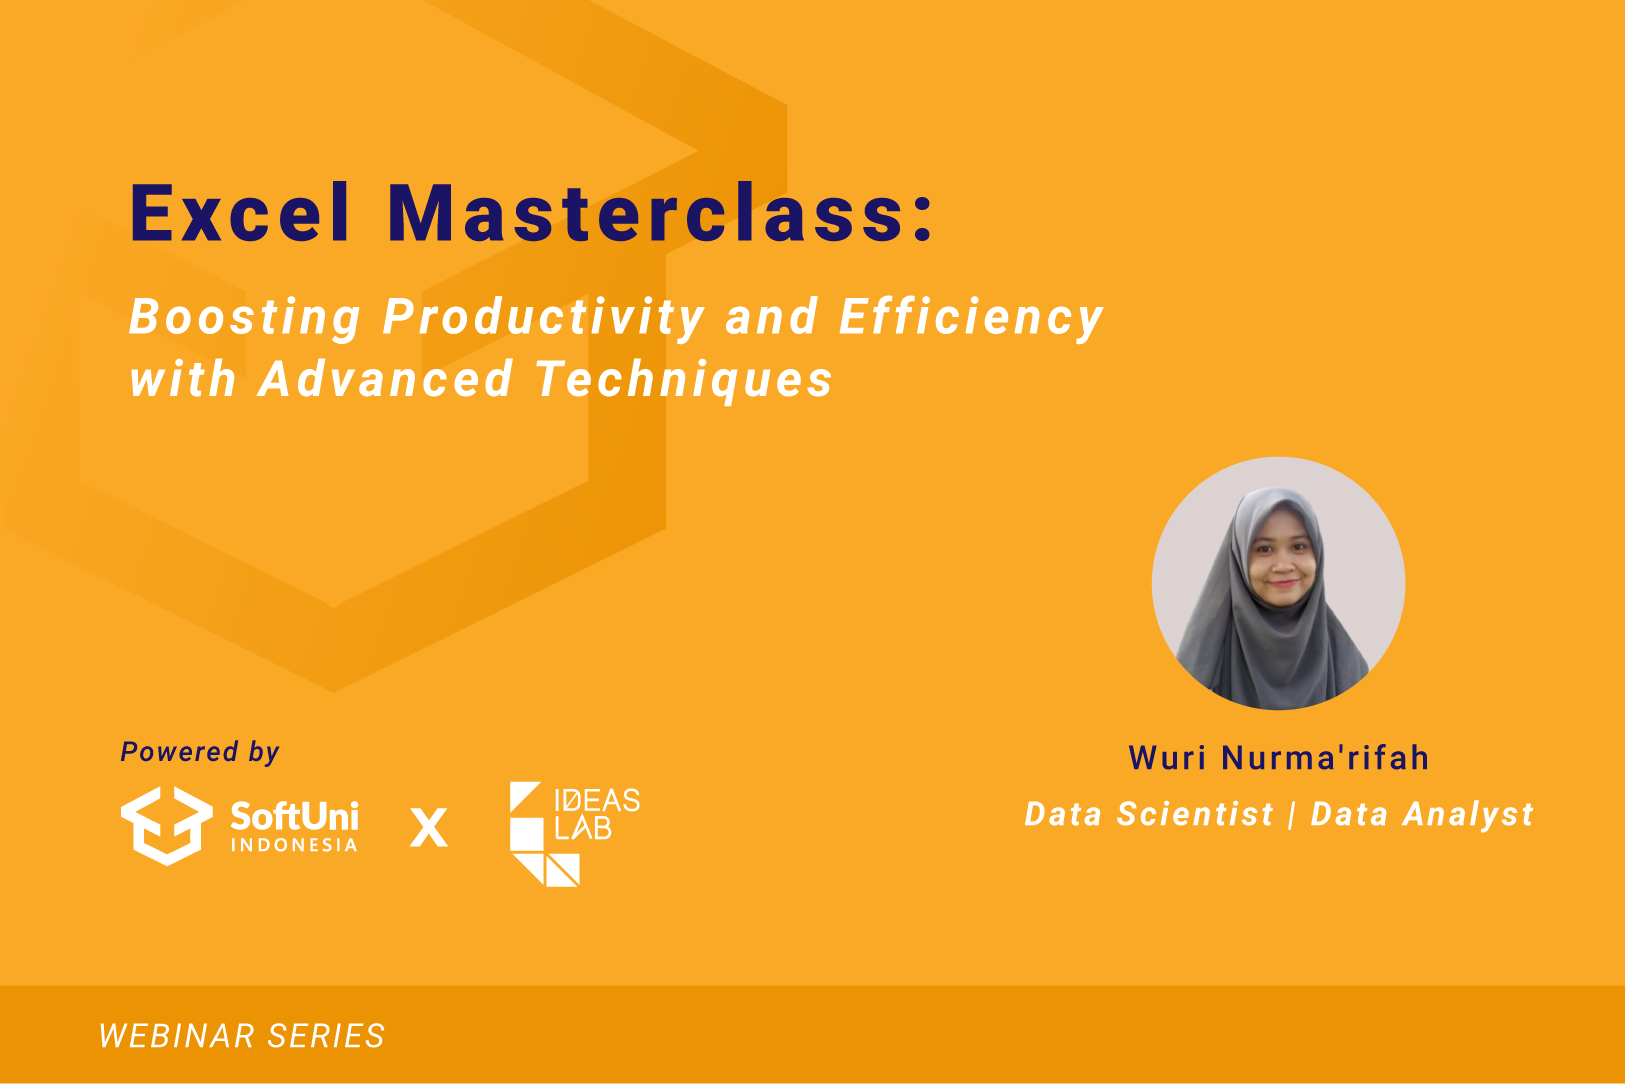 Excel Masterclass:
Boosting Productivity and Efficiency
with Advanced Techniques
Wuri Nurma'rifah
Data Scientist | Data Analyst
Powered by
SoftUni
INDONESIA
X
IDEAS
LAB
WEBINAR SERIES